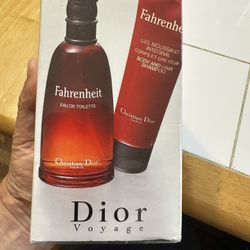 Fahrenheit
EAU DE TOILETTE
Christian Dior
PARIS
Fahrenheit
GEL MOUSSANT
INTÉGRAL
CORPS ET CHEVEUX
BODY AND HAIR
SHAMPOO
Christian Dior
PARIS
Dior
Voyage